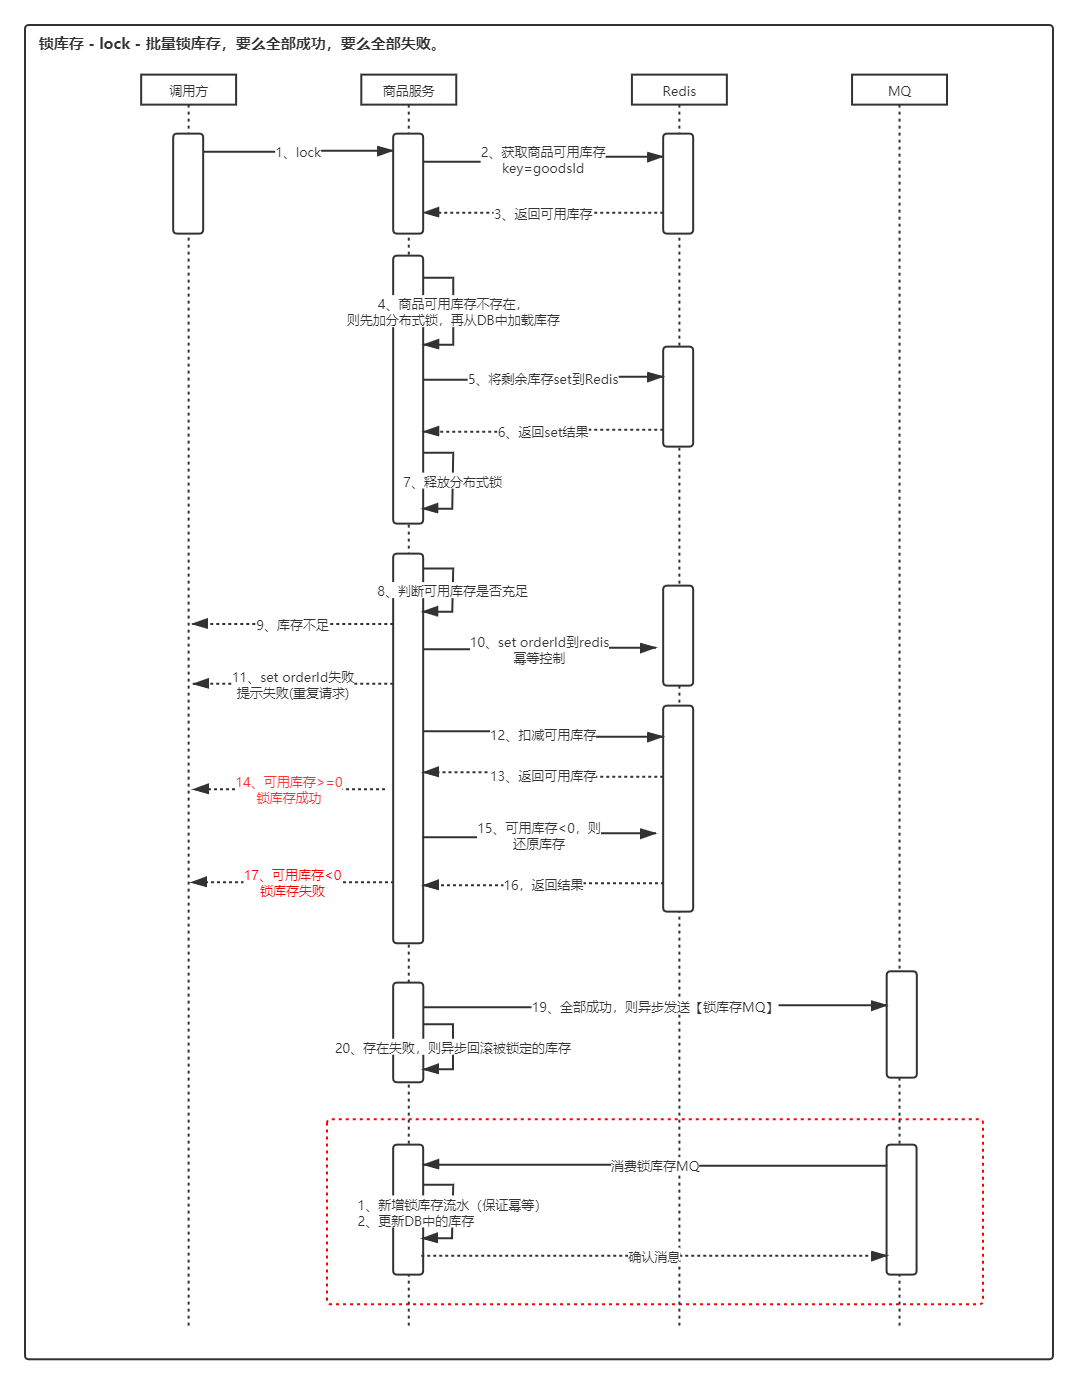 锁库存 - lock - 批量锁库存，要么全部成功，要么全部失败。
调用方
商品服务
Redis
MQ
1、lock
2、获取商品可用库存
key=goodsId
3、返回可用库存
4、商品可用库存不存在，
则先加分布式锁，再从DB中加载库存
5、将剩余库存set到Redis
6、返回set结果
7、释放分布式锁
8、判断可用库存是否充足
9、库存不足
10、set orderId到redis
幂等控制
11、set orderId失败
提示失败(重复请求)
12、扣减可用库存
13、返回可用库存
14、可用库存>=0
锁库存成功
15、可用库存<0，则
还原库存
17、可用库存<0
锁库存失败
16，返回结果
19、全部成功，则异步发送【锁库存MQ】
20、存在失败，则异步回滚被锁定的库存
消费锁库存MQ
1、新增锁库存流水（保证幂等）
2、更新DB中的库存
确认消息